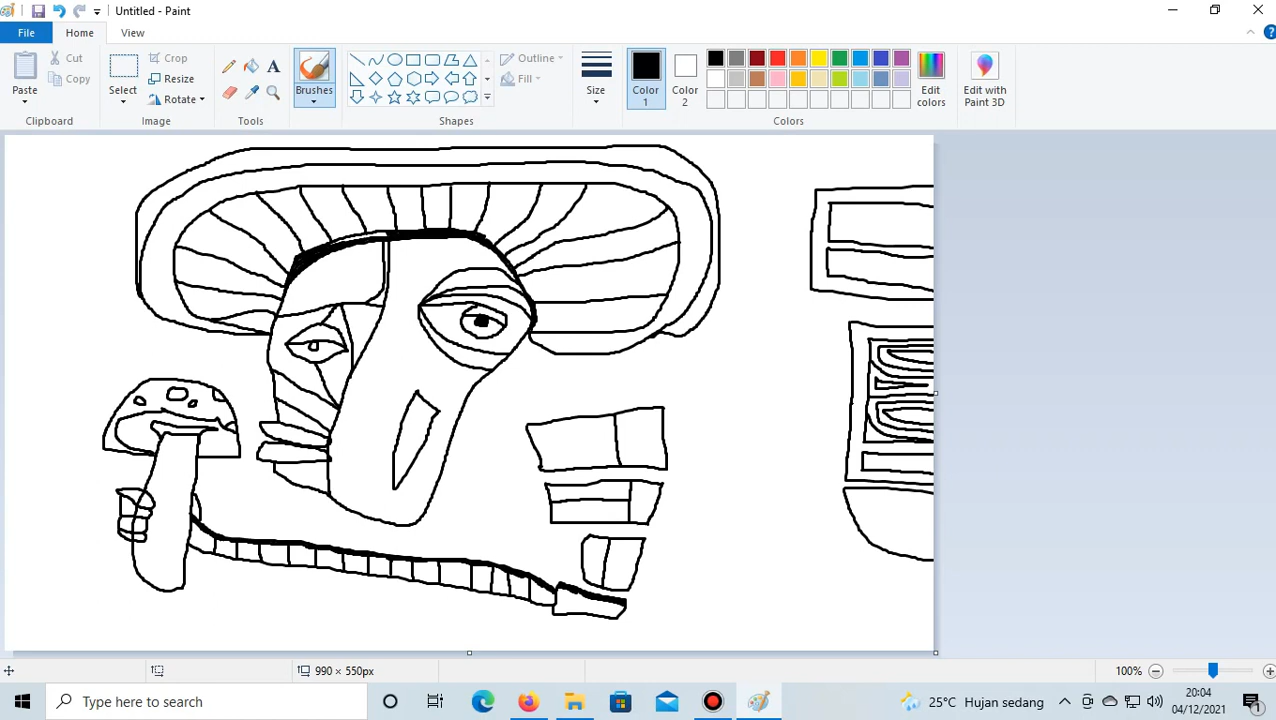 Untitled - Paint
File
Home
View
Paste
Cut
Copy
Clipboard
Select
Crop
Resize
Rotate
Image
A
Tools
Brushes
Outline
Fill
Shapes
Size
Color
1
Color
2
Edit
colors
Colors
Edit with
Paint 3D
990 × 550px
100%
Type here to search
25°C Hujan sedang
20:04
04/12/2021
1